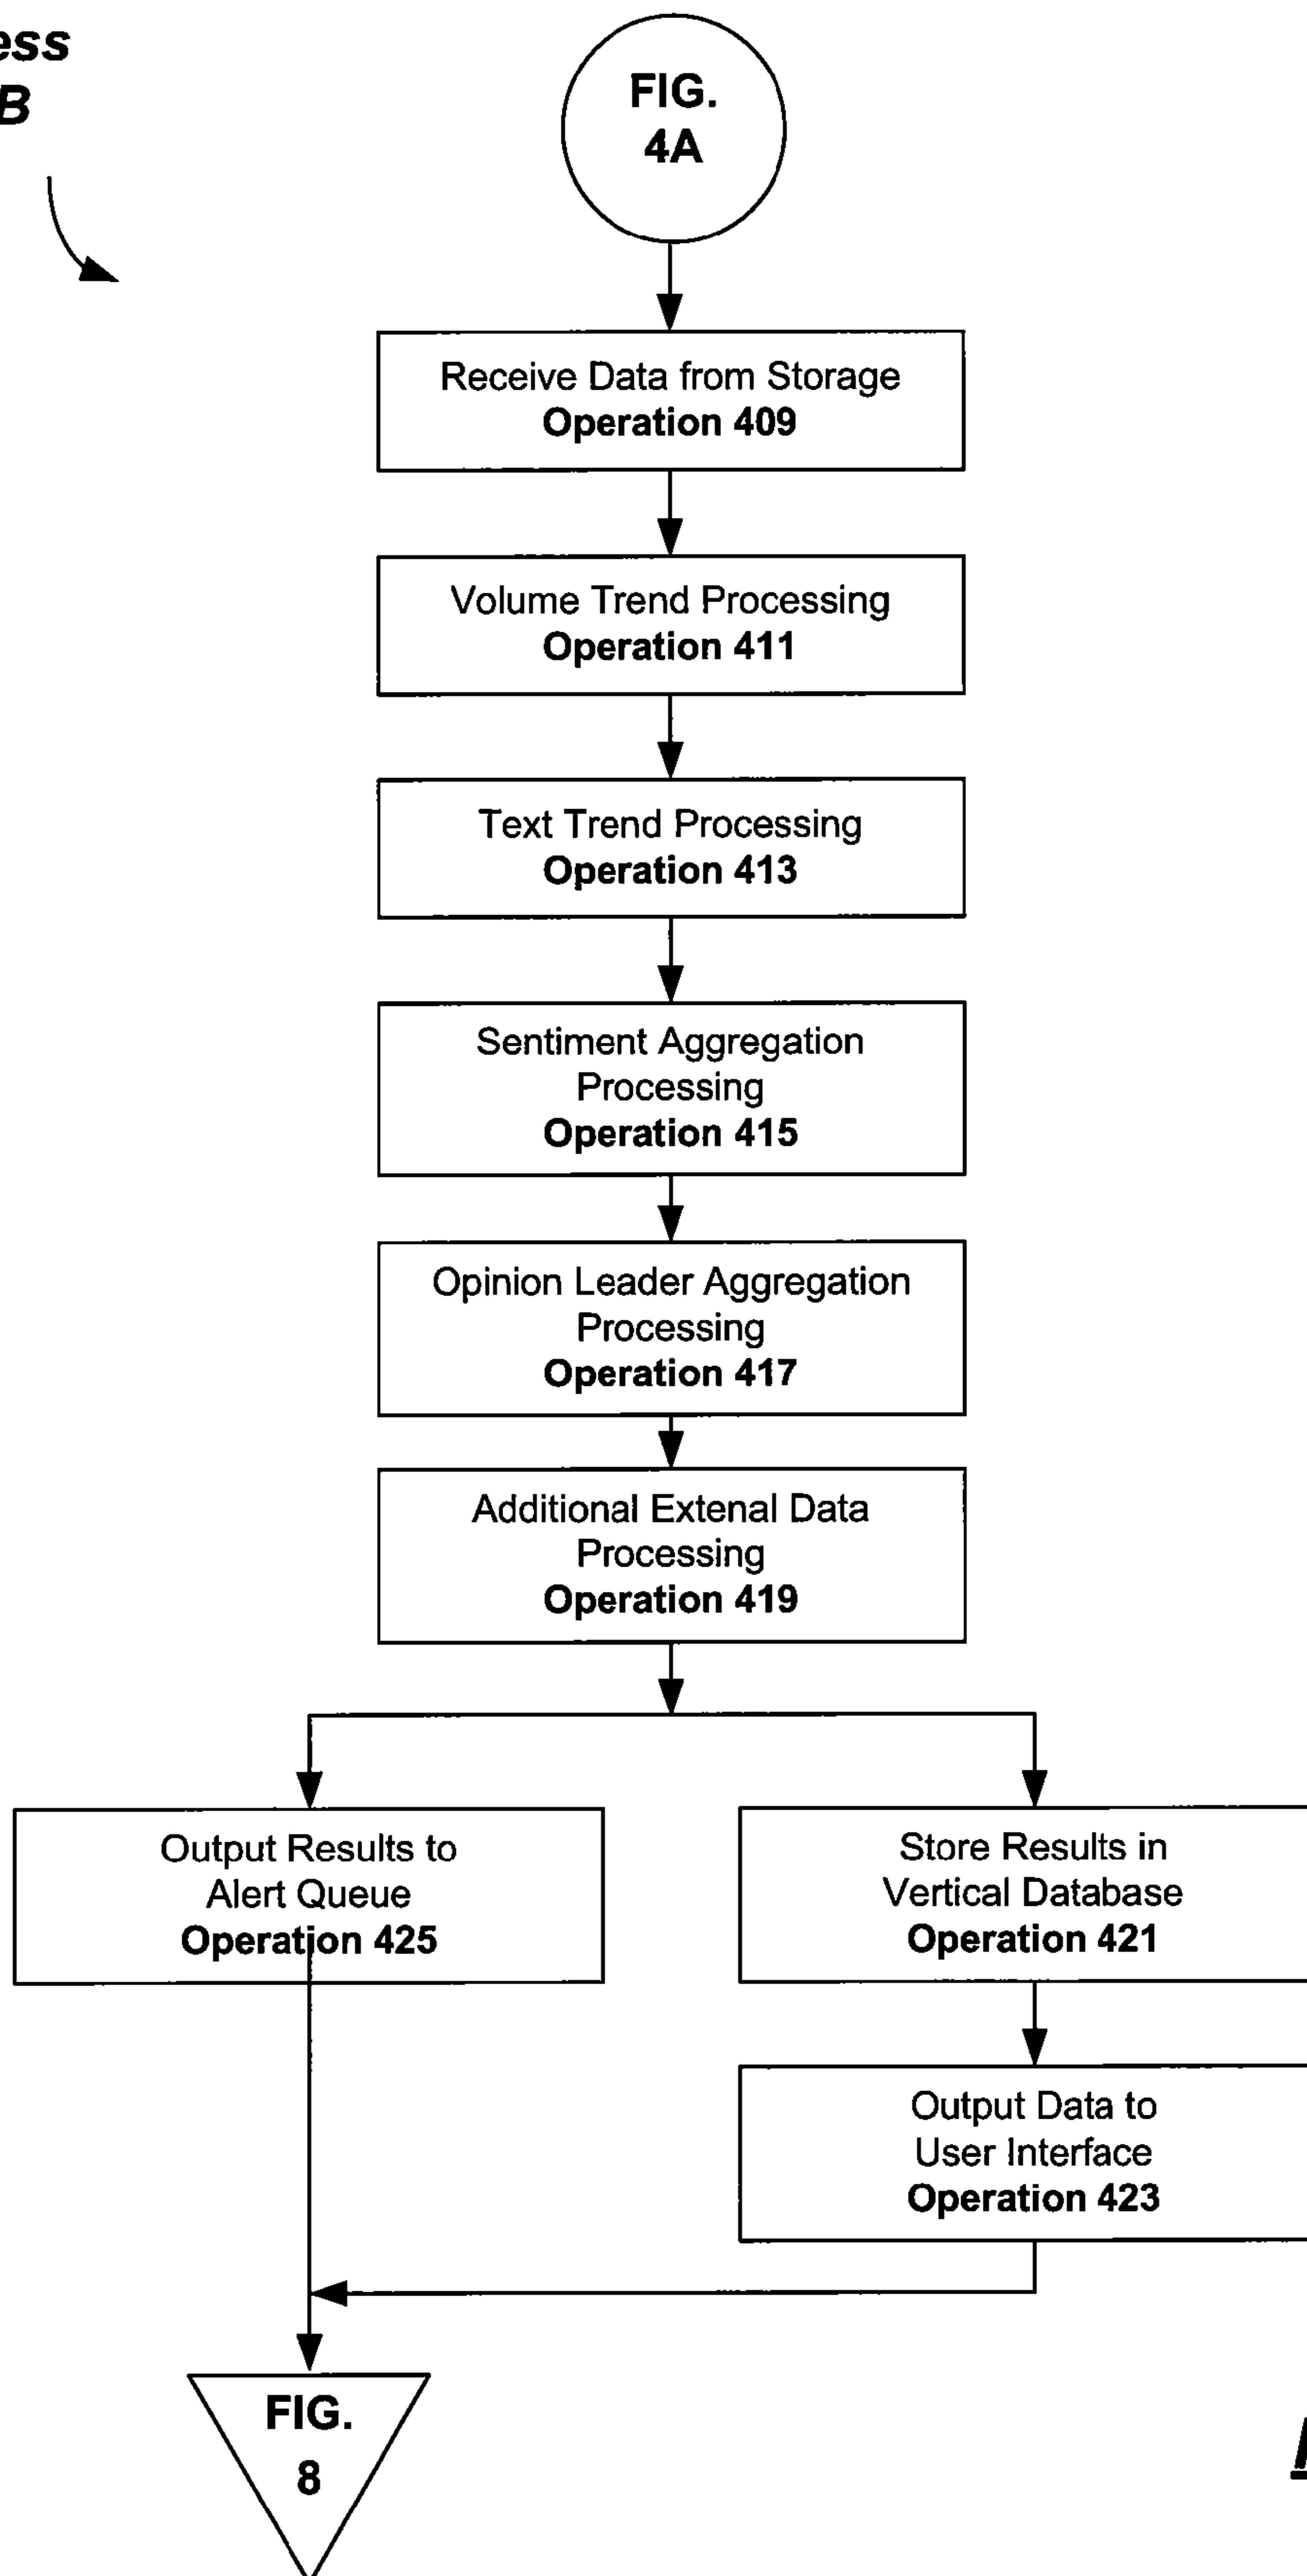 ess
B
FIG.
4A
Receive Data from Storage
Operation 409
Volume Trend Processing
Operation 411
Text Trend Processing
Operation 413
Sentiment Aggregation
Processing
Operation 415
Opinion Leader Aggregation
Processing
Operation 417
Additional Extenal Data
Processing
Operation 419
Output Results to
Alert Queue
Operation 425
Store Results in
Vertical Database
Operation 421
Output Data to
User Interface
Operation 423
FIG.
8